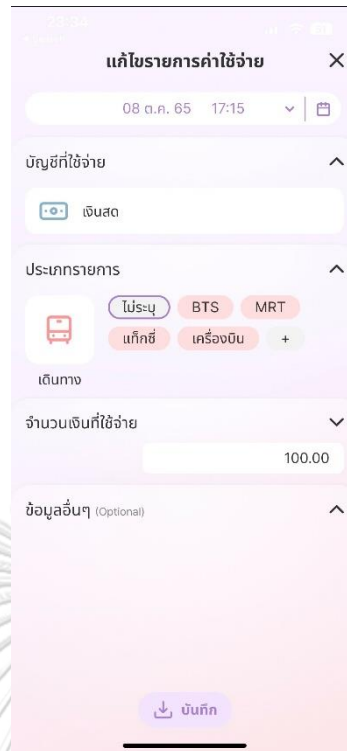 23:34
แก้ไขรายการค่าใช้จ่าย
08 ต.ค. 65 17:15
บัญชีที่ใช้จ่าย
เงินสด
ประเภทรายการ
ไม่ระบุ BTS MRT
แท็กซี่ เครื่องบิน +
เดินทาง
จำนวนเงินที่ใช้จ่าย
100.00
ข้อมูลอื่นๆ (Optional)
บันทึก